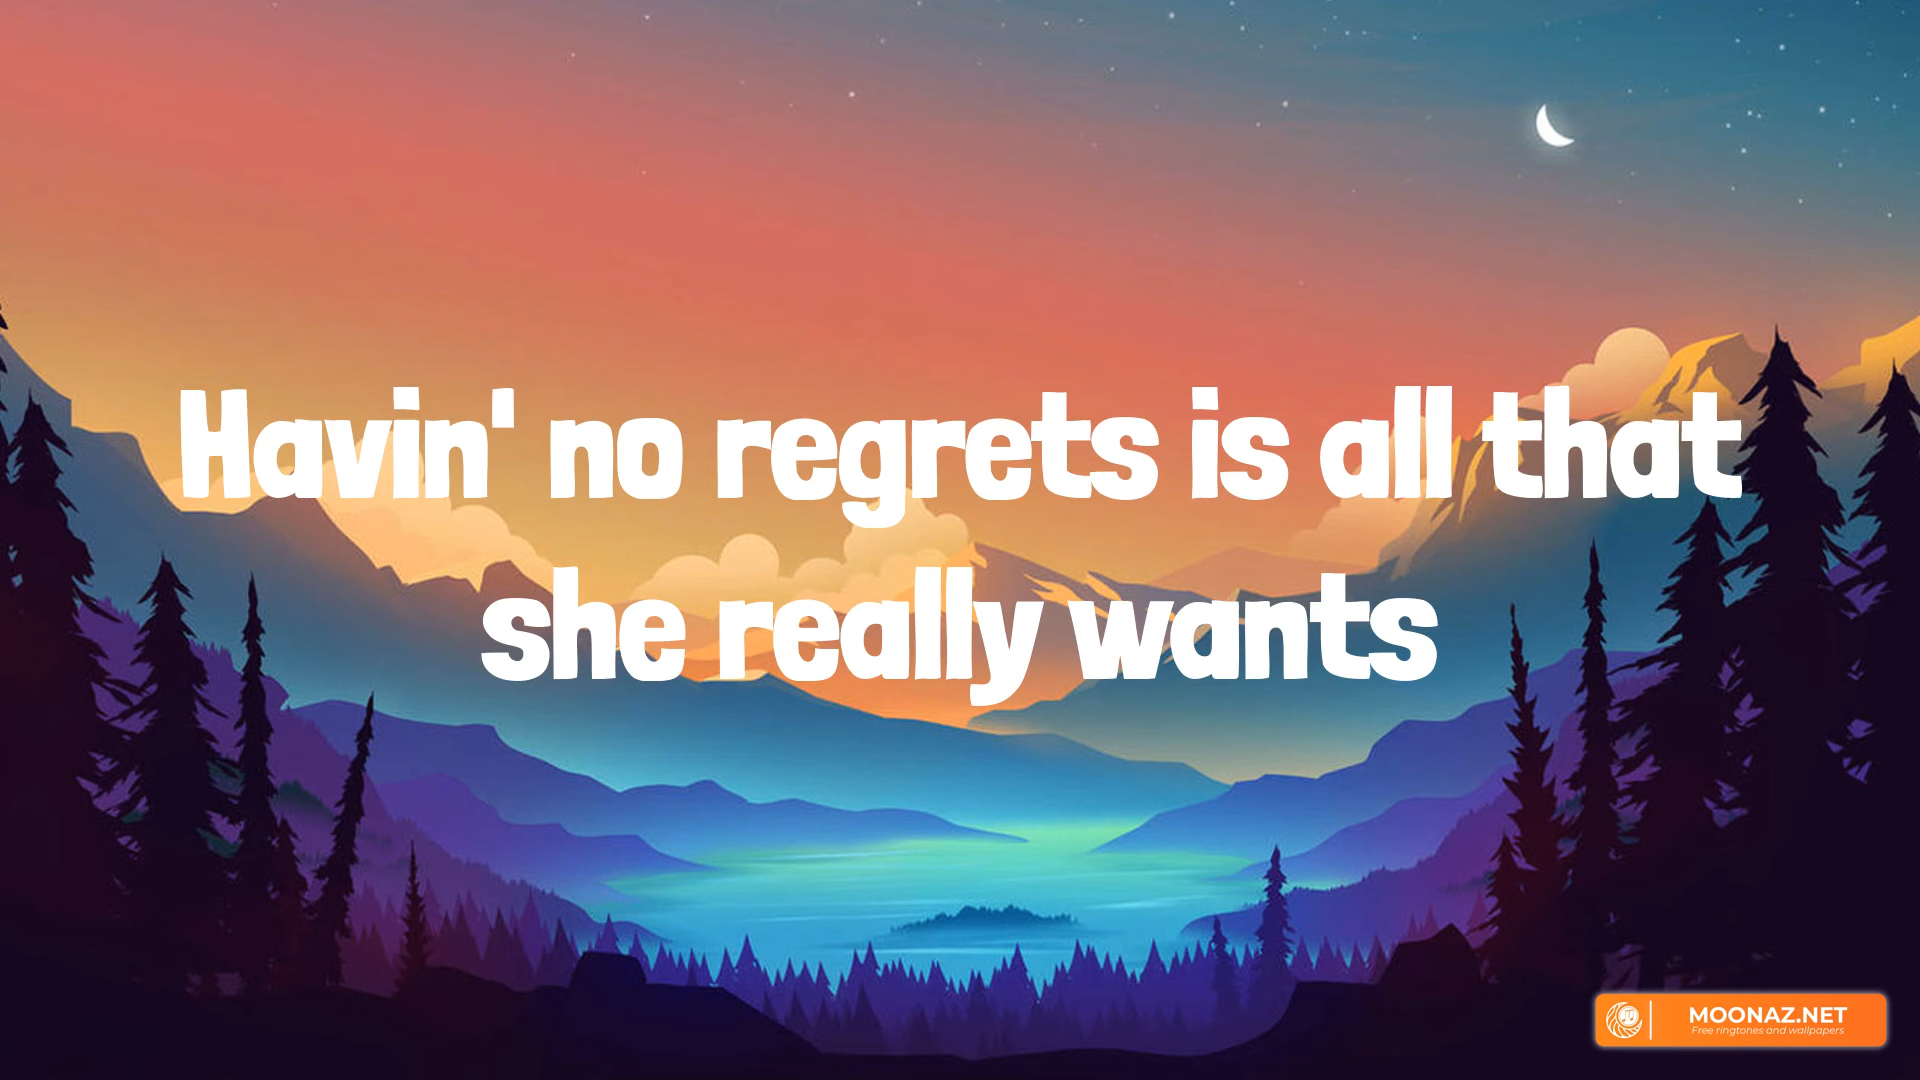 Havin' no regrets is all that
she really wants
MOONAZ.NET
Free ringtones and wallpapers